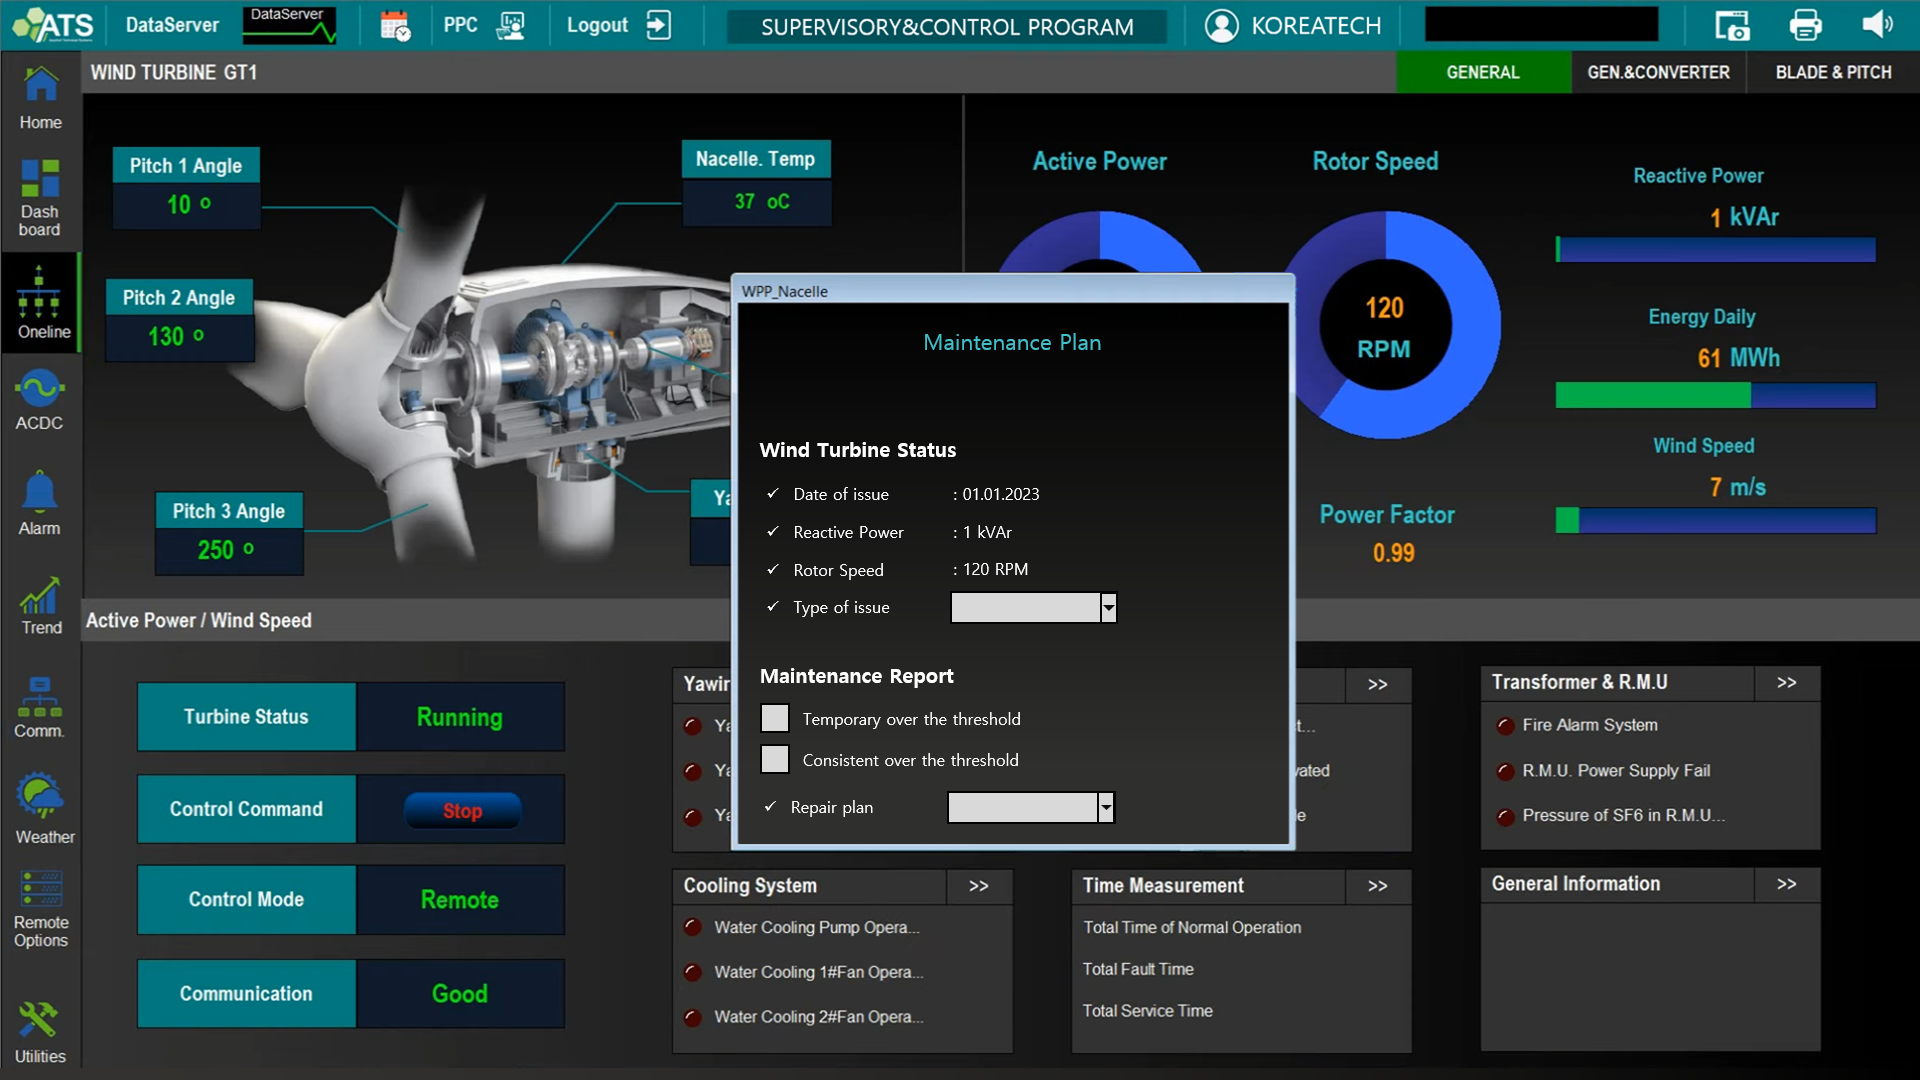 ATS
DataServer
DataServer
PPC
Logout
SUPERVISORY&CONTROL PROGRAM
KOREATECH
WIND TURBINE GT1
GENERAL
GEN.&CONVERTER
BLADE & PITCH
Home
Dash
board
Oneline
ACDC
Alarm
Trend
Comm.
Weather
Remote
Options
Utilities
Pitch 1 Angle
10 o
Nacelle. Temp
37 oC
Pitch 2 Angle
130 o
Pitch 3 Angle
250 o
Active Power
Rotor Speed
120
RPM
Reactive Power
1 kVAr
Energy Daily
61 MWh
Wind Speed
7 m/s
Power Factor
0.99
WPP_Nacelle
Maintenance Plan
Wind Turbine Status
✓ Date of issue : 01.01.2023
✓ Reactive Power : 1 kVAr
✓ Rotor Speed : 120 RPM
✓ Type of issue
Maintenance Report
Temporary over the threshold
Consistent over the threshold
✓ Repair plan
Active Power / Wind Speed
Turbine Status Running
Control Command Stop
Control Mode Remote
Communication Good
>>
Transformer & R.M.U >>
Fire Alarm System
R.M.U. Power Supply Fail
Pressure of SF6 in R.M.U...
Cooling System >>
Water Cooling Pump Opera...
Water Cooling 1#Fan Opera...
Water Cooling 2#Fan Opera...
Time Measurement >>
Total Time of Normal Operation
Total Fault Time
Total Service Time
General Information >>